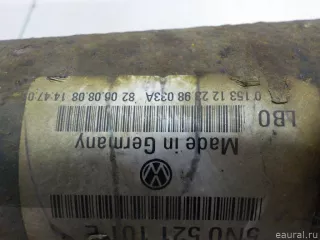 5N0 521 101 E
Made in Germany
LBO
0 153 12 23 98 033A 82 06.08.08 14:47:0
© eaural.ru